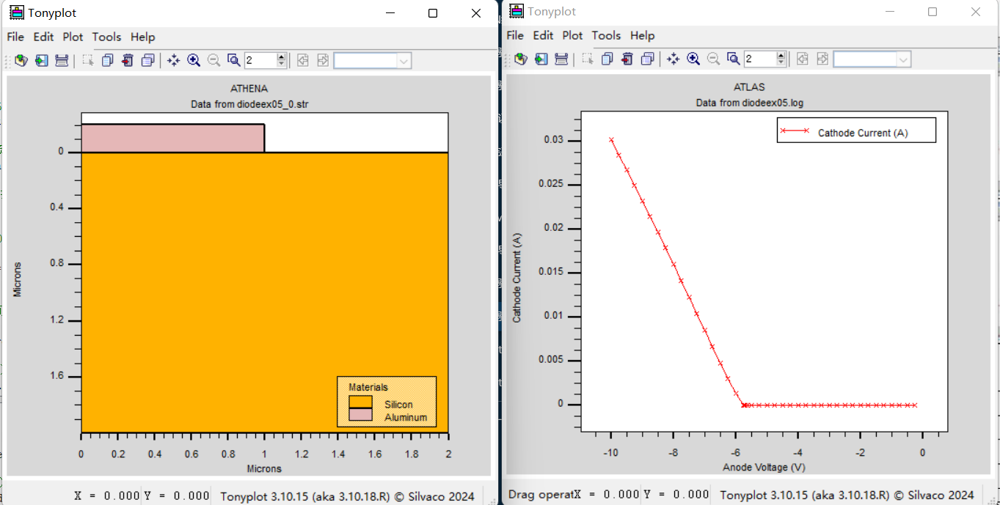 Tonyplot
File Edit Plot Tools Help
2
ATHENA
Data from diodeex05_0.str
0
0.4
0.8
1.2
1.6
Microns
Materials
Silicon
Aluminum
0 0.2 0.4 0.6 0.8 1 1.2 1.4 1.6 1.8 2
Microns
X = 0.000 Y = 0.000 Tonyplot 3.10.15 (aka 3.10.18.R) © Silvaco 2024
Tonyplot
File Edit Plot Tools Help
2
ATLAS
Data from diodeex05.log
Cathode Current (A)
0.03
0.025
0.02
0.015
0.01
0.005
0
Cathode Current (A)
-10 -8 -6 -4 -2 0
Anode Voltage (V)
Drag operat X = 0.000 Y = 0.000 Tonyplot 3.10.15 (aka 3.10.18.R) © Silvaco 2024